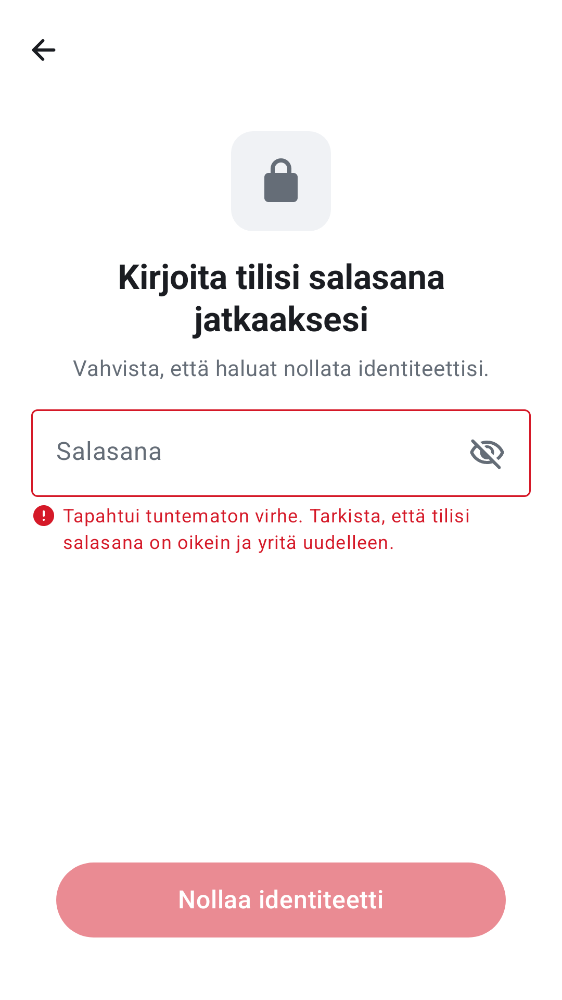 Kirjoita tilisi salasana
jatkaaksesi
Vahvista, että haluat nollata identiteettisi.
Salasana
Tapahtui tuntematon virhe. Tarkista, että tilisi
salasana on oikein ja yritä uudelleen.
Nollaa identiteetti